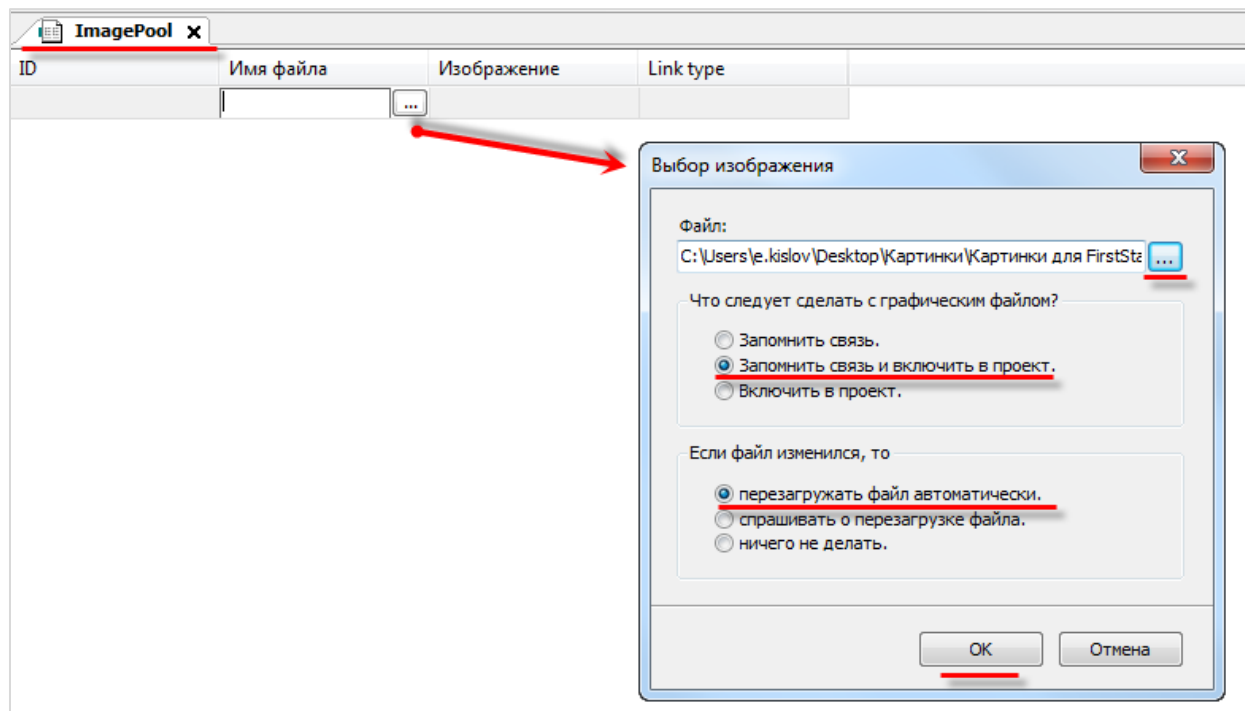 ImagePool x
ID Имя файла Изображение Link type
...
Выбор изображения
Файл:
C:\Users\e.kislov\Desktop\Картинки\Картинки для FirstSta ...
Что следует сделать с графическим файлом?
Запомнить связь.
Запомнить связь и включить в проект.
Включить в проект.
Если файл изменился, то
перезагружать файл автоматически.
спрашивать о перезагрузке файла.
ничего не делать.
OK Отмена